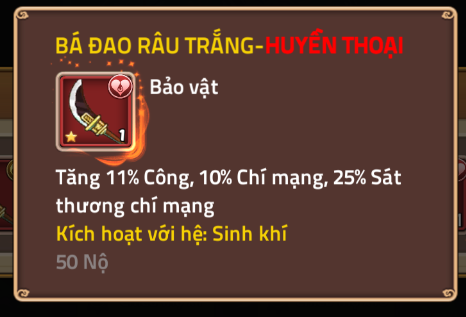 BÁ ĐAO RÂU TRẮNG-HUYỀN THOẠI
Bảo vật
1
Tăng 11% Công, 10% Chí mạng, 25% Sát
thương chí mạng
Kích hoạt với hệ: Sinh khí
50 Nộ